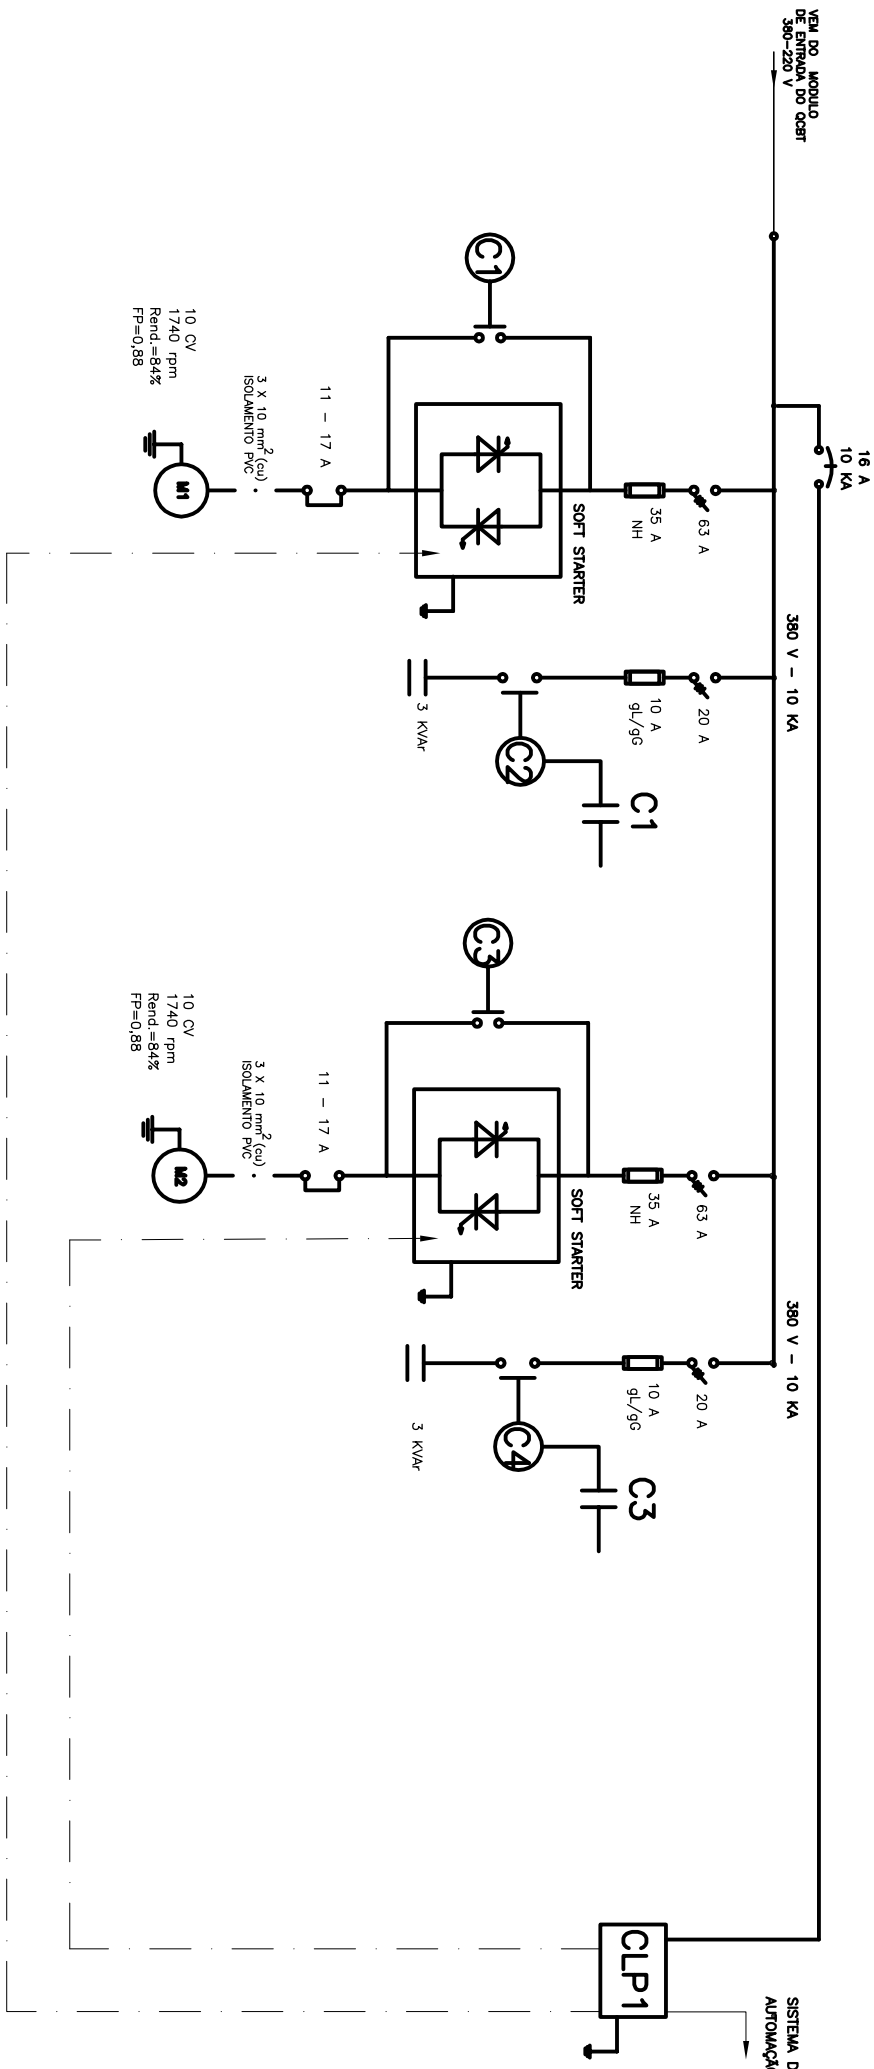 VEM DO MODULO
DE ENTRADA DO QCBT
380-220 V
16 A
10 KA
380 V - 10 KA
380 V - 10 KA
63 A
35 A
NH
SOFT STARTER
C1
11 - 17 A
3 X 10 mm² (cu)
ISOLAMENTO PVC
M1
10 CV
1740 rpm
Rend.=84%
FP=0,88
20 A
10 A
gL/gG
C1
C2
3 KVAr
63 A
35 A
NH
SOFT STARTER
C3
11 - 17 A
3 X 10 mm² (cu)
ISOLAMENTO PVC
M2
10 CV
1740 rpm
Rend.=84%
FP=0,88
20 A
10 A
gL/gG
C3
C4
3 KVAr
CLP1
SISTEMA D
AUTOMAÇÃ